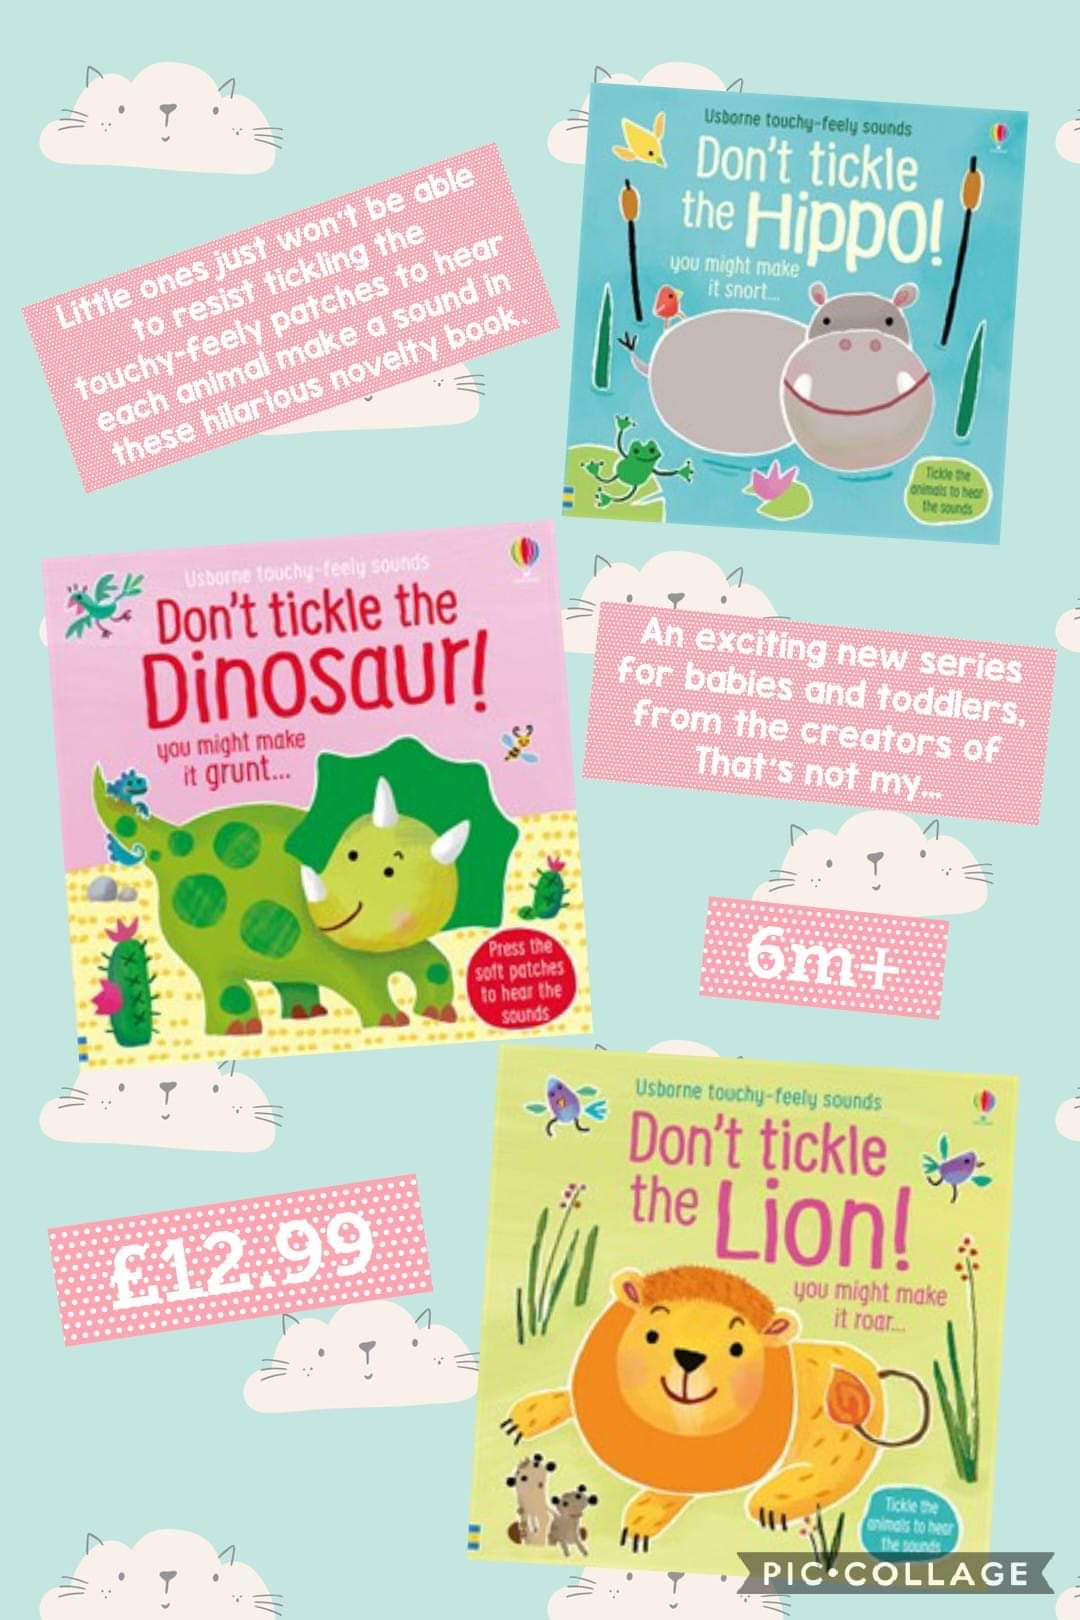 Little ones just won't be able
to resist tickling the
touchy-feely patches to hear
each animal make a sound in
these hilarious novelty book.
Usborne touchy-feely sounds
Don't tickle
the Hippo!
you might make
it snort...
Tickle the
animals to hear
the sounds
Usborne touchy-feely sounds
Don't tickle the
Dinosaur!
you might make
it grunt...
Press the
soft patches
to hear the
sounds
An exciting new series
for babies and toddlers,
from the creators of
That's not my...
6m+
£12.99
Usborne touchy-feely sounds
Don't tickle
the Lion!
you might make
it roar...
Tickle the
animals to hear
the sounds
PIC•COLLAGE